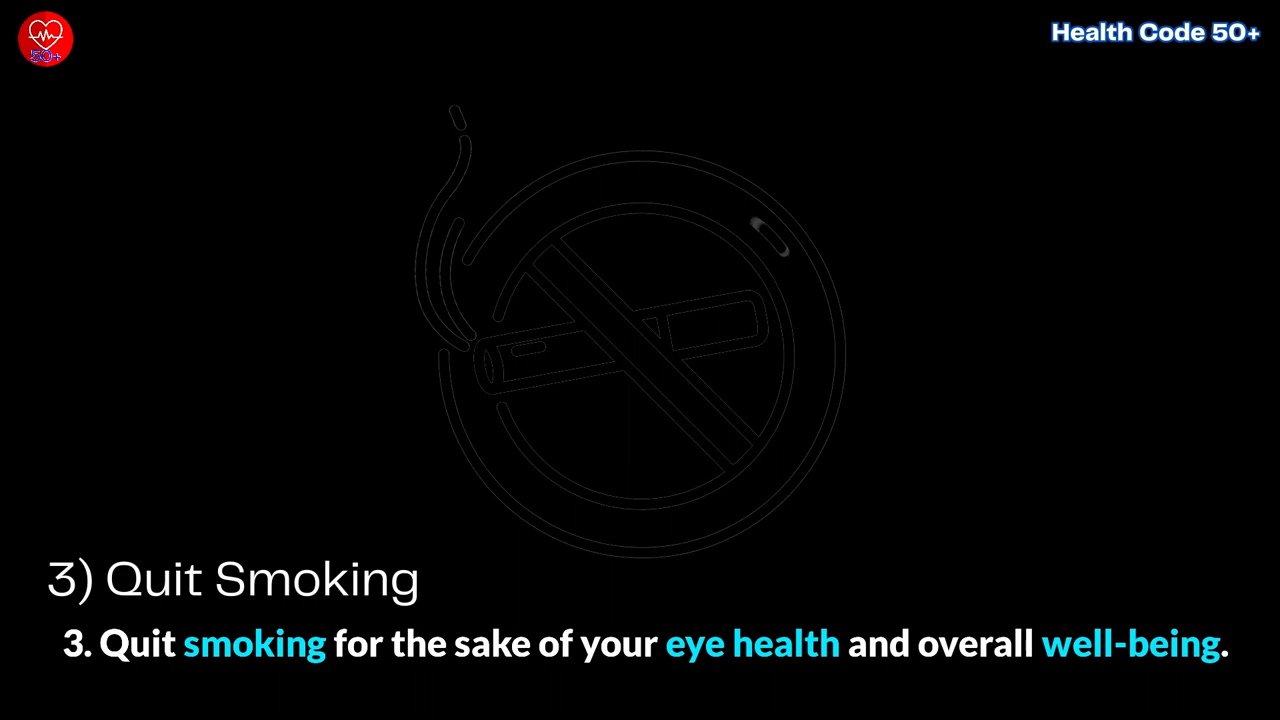 50+
Health Code 50+
3) Quit Smoking
3. Quit smoking for the sake of your eye health and overall well-being.